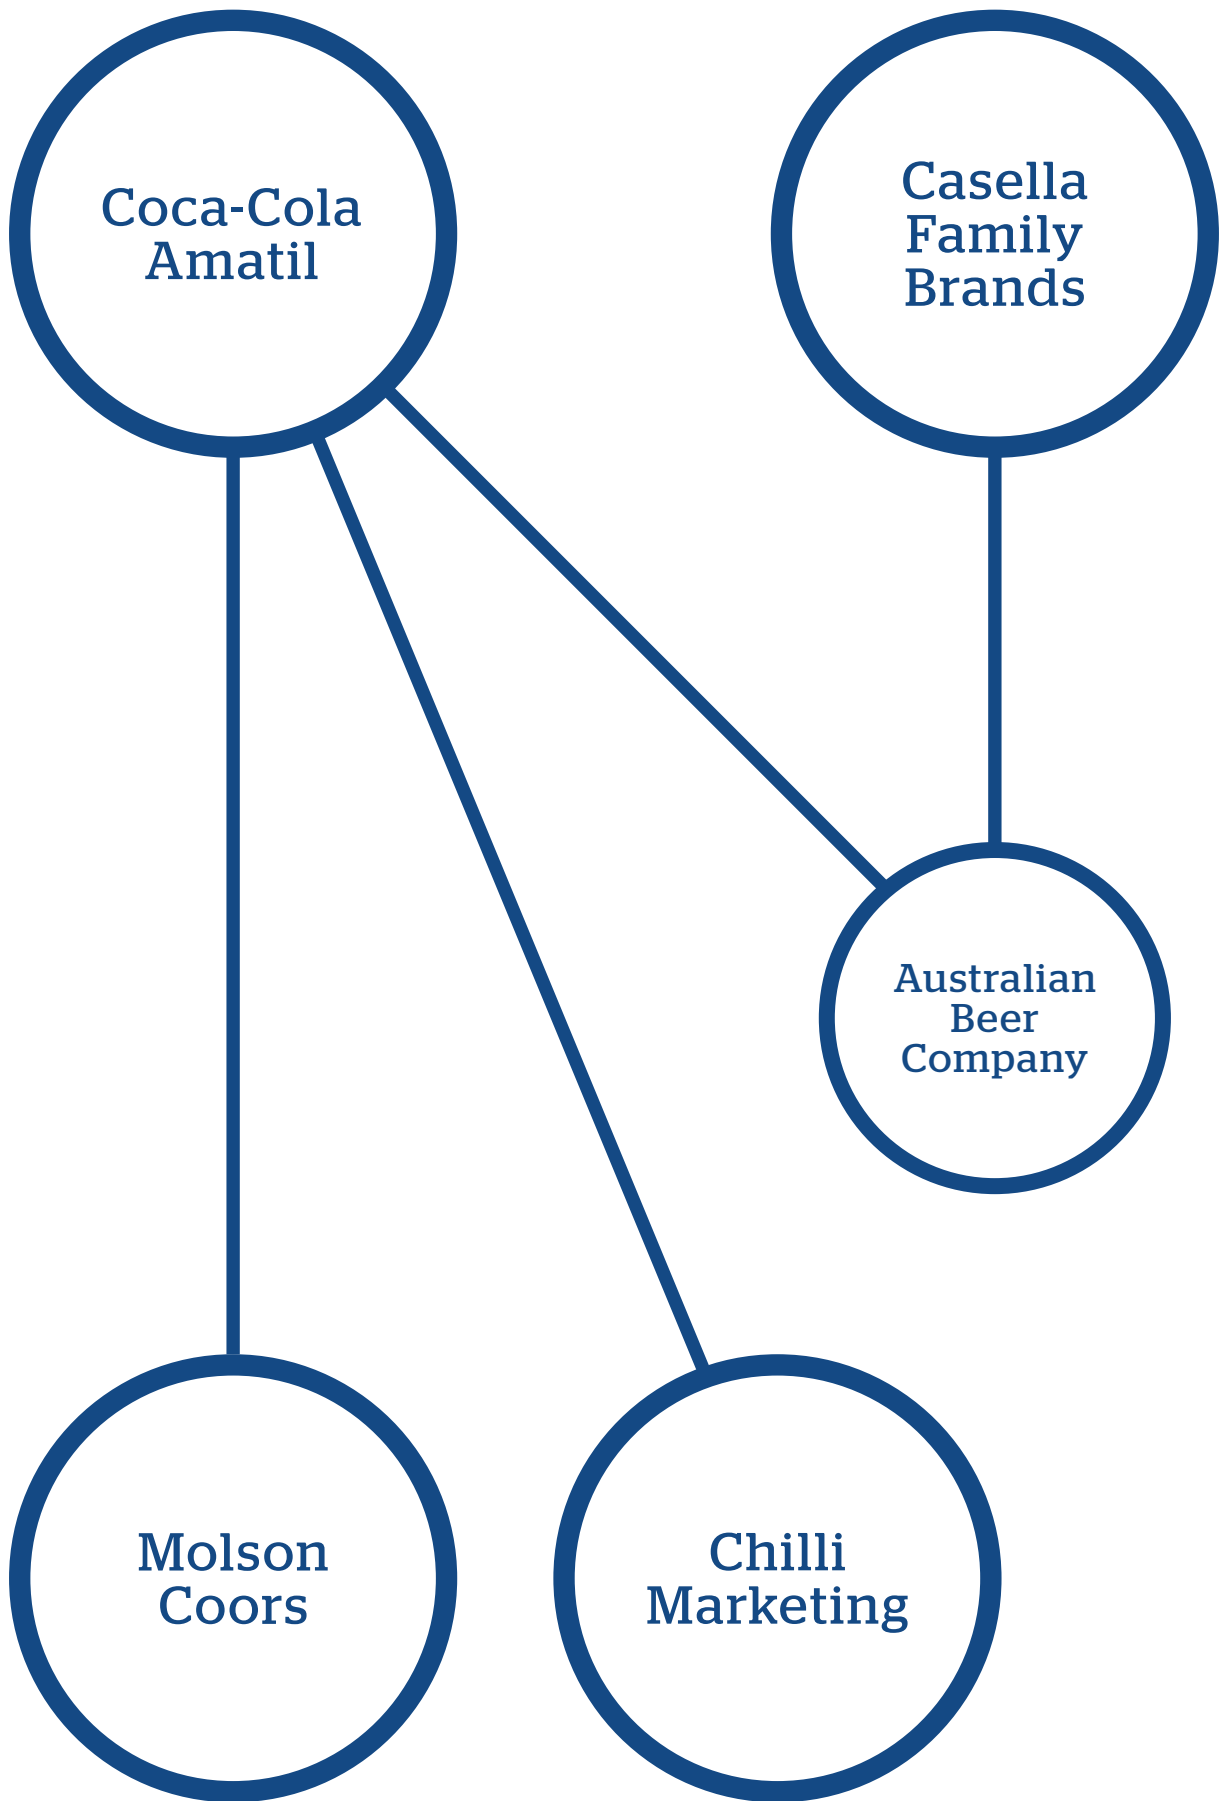 Coca-Cola
Amatil
Casella
Family
Brands
Australian
Beer
Company
Molson
Coors
Chilli
Marketing